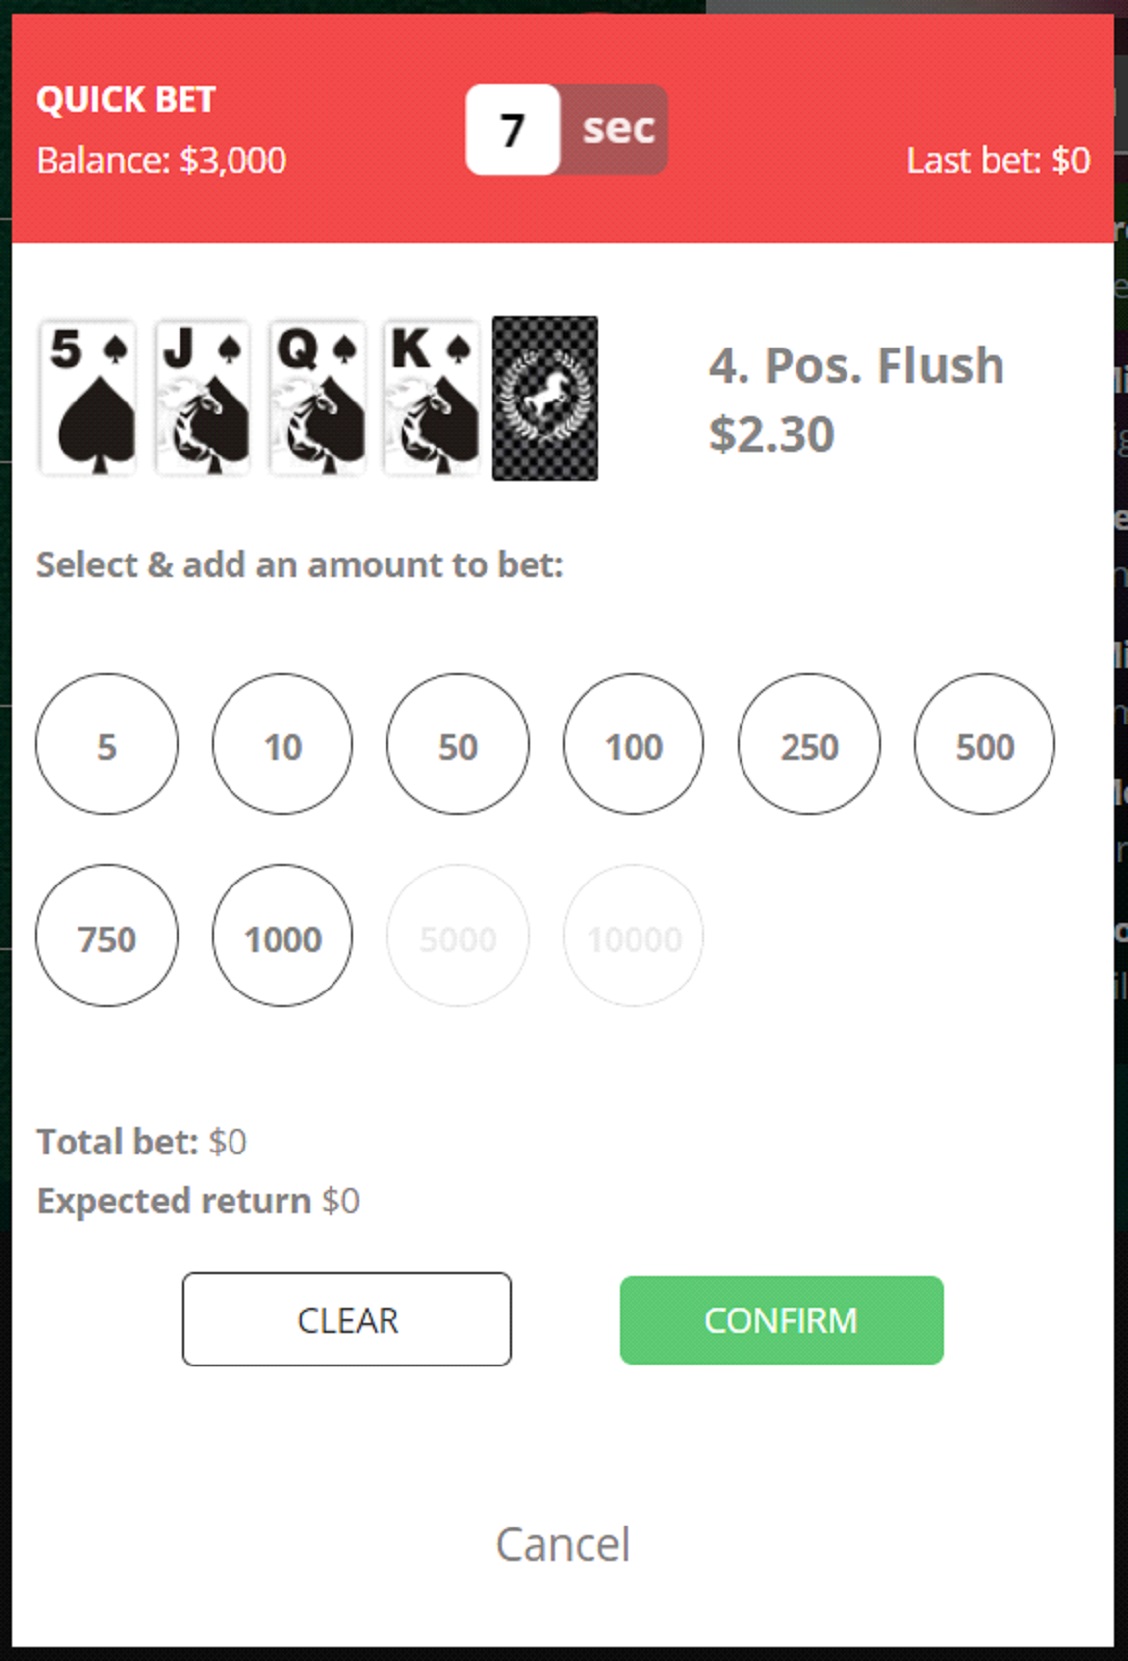 QUICK BET
Balance: $3,000
7 sec
Last bet: $0
5 J Q K
4. Pos. Flush
$2.30
Select & add an amount to bet:
5 10 50 100 250 500
750 1000 5000 10000
Total bet: $0
Expected return $0
CLEAR CONFIRM
Cancel